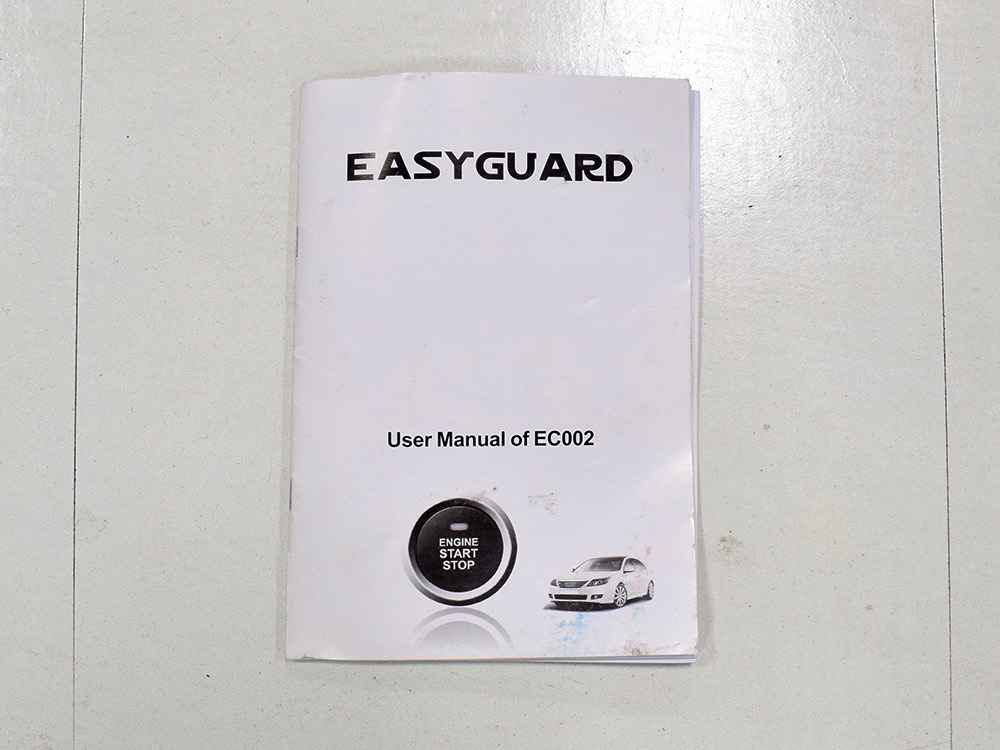 EASYGUARD
User Manual of EC002
ENGINE
START
STOP